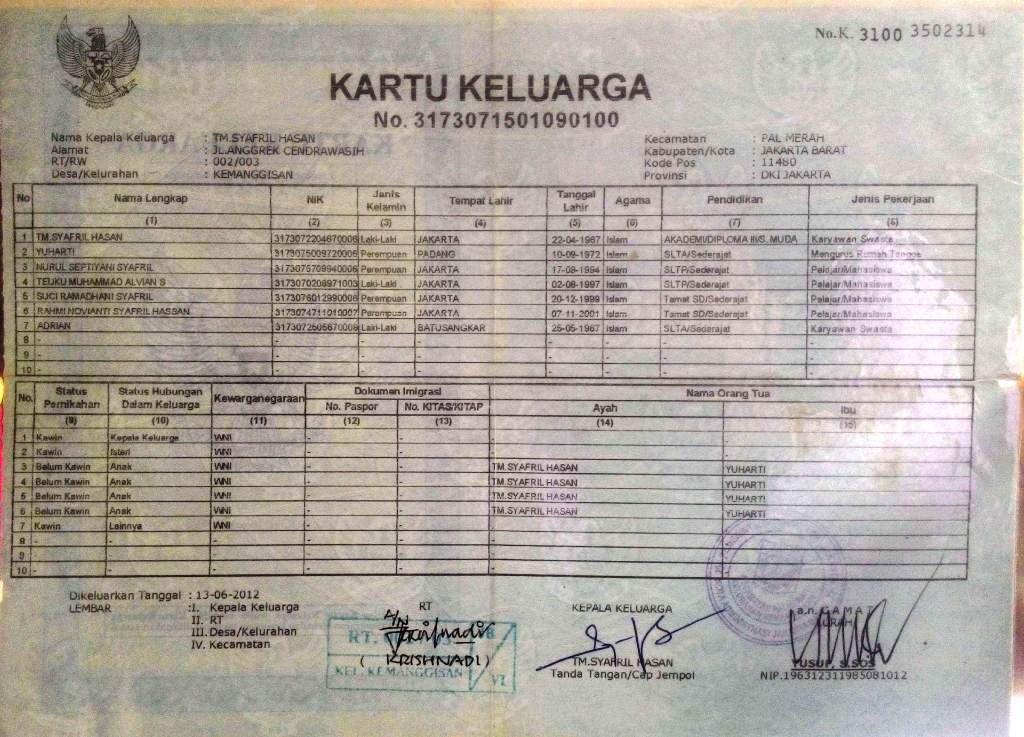 No.K. 3100 3502314
KARTU KELUARGA
No. 3173071501090100
Nama Kepala Keluarga : TM.SYAFRIL HASAN
Alamat : JL.ANGGREK CENDRAWASIH
RT/RW : 002/003
Desa/Kelurahan : KEMANGGISAN
Kecamatan : PAL MERAH
Kabupaten/Kota : JAKARTA BARAT
Kode Pos : 11480
Provinsi : DKI JAKARTA
No Nama Lengkap NIK Jenis Kelamin Tempat Lahir Tanggal Lahir Agama Pendidikan Jenis Pekerjaan
(1) (2) (3) (4) (5) (6) (7) (8)
1 TM.SYAFRIL HASAN 3173072204670006 Laki-Laki JAKARTA 22-04-1967 Islam AKADEMI/DIPLOMA III/S. MUDA Karyawan Swasta
2 YUHARTI 3173075009720006 Perempuan PADANG 10-09-1972 Islam SLTA/Sederajat Mengurus Rumah Tangga
3 NURUL SEPTIYANI SYAFRIL 3173075709940006 Perempuan JAKARTA 17-09-1994 Islam SLTP/Sederajat Pelajar/Mahasiswa
4 TEUKU MUHAMMAD ALVIAN S 3173070208971003 Laki-Laki JAKARTA 02-08-1997 Islam SLTP/Sederajat Pelajar/Mahasiswa
5 SUCI RAMADHANI SYAFRIL 3173076012990006 Perempuan JAKARTA 20-12-1999 Islam Tamat SD/Sederajat Pelajar/Mahasiswa
6 RAHMI NOVIANTI SYAFRIL HASSAN 3173074711010007 Perempuan JAKARTA 07-11-2001 Islam Tamat SD/Sederajat Pelajar/Mahasiswa
7 ADRIAN 3173072505670008 Laki-Laki BATUSANGKAR 25-05-1967 Islam SLTA/Sederajat Karyawan Swasta
8 - - - - - - -
9 - - - - - - -
10 - - - - - - -
No. Status Pernikahan Status Hubungan Dalam Keluarga Kewarganegaraan Dokumen Imigrasi Nama Orang Tua
No. Paspor No. KITAS/KITAP Ayah Ibu
(9) (10) (11) (12) (13) (14) (15)
1 Kawin Kepala Keluarga WNI - - - -
2 Kawin Isteri WNI - - - -
3 Belum Kawin Anak WNI - - TM.SYAFRIL HASAN YUHARTI
4 Belum Kawin Anak WNI - - TM.SYAFRIL HASAN YUHARTI
5 Belum Kawin Anak WNI - - TM.SYAFRIL HASAN YUHARTI
6 Belum Kawin Anak WNI - - TM.SYAFRIL HASAN YUHARTI
7 Kawin Lainnya WNI - - - -
8 - - - - - -
9 - - - - - -
10 - - - - - -
Dikeluarkan Tanggal : 13-06-2012
LEMBAR :I. Kepala Keluarga
II. RT
III. Desa/Kelurahan
IV. Kecamatan
RT
A/N
( KRISHNADI )
RT.
KEL. KEMANGGISAN
VI
KEPALA KELUARGA
TM.SYAFRIL HASAN
Tanda Tangan/Cap Jempol
a.n. CAMAT
LURAH
YUSUP, S.SOS
NIP.196312311985081012